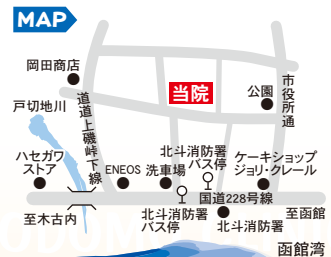 MAP
岡田商店
当院
公園
市役所通
戸切地川
道道上磯峠下線
ハセガワ
ストア
ENEOS
洗車場
北斗消防署
バス停
ケーキショップ
ジョリ・クレール
国道228号線
至木古内
北斗消防署
バス停
北斗消防署
至函館
函館湾